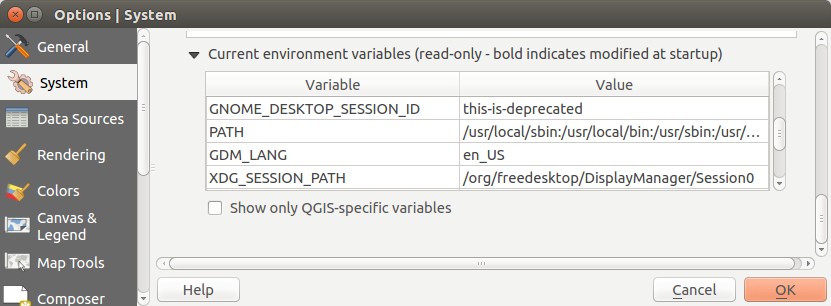 Options | System
General
System
Data Sources
Rendering
Colors
Canvas &
Legend
Map Tools
Composer
Current environment variables (read-only - bold indicates modified at startup)
Variable Value
GNOME_DESKTOP_SESSION_ID this-is-deprecated
PATH /usr/local/sbin:/usr/local/bin:/usr/sbin:/usr/...
GDM_LANG en_US
XDG_SESSION_PATH /org/freedesktop/DisplayManager/Session0
Show only QGIS-specific variables
Help Cancel OK